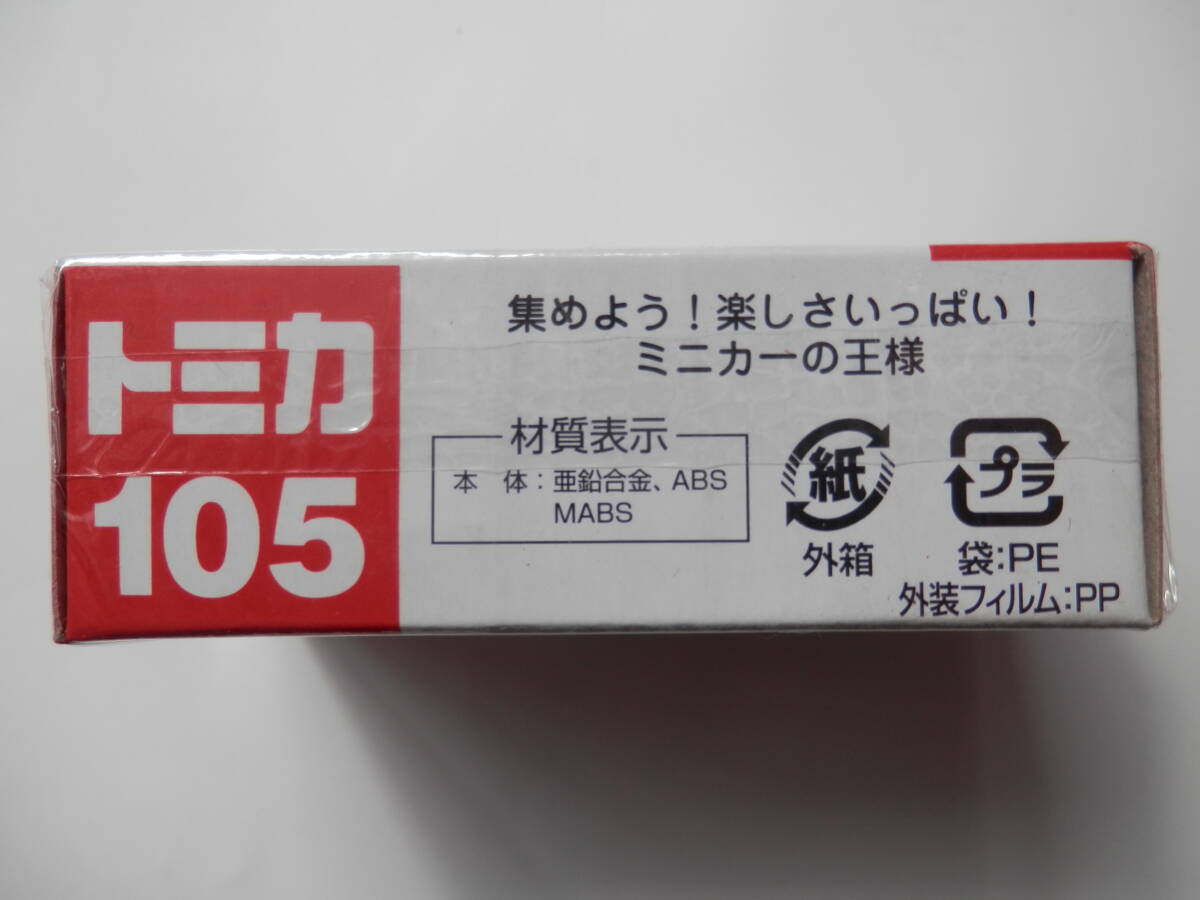 トミカ
105
集めよう！楽しさいっぱい！
ミニカーの王様
材質表示
本 体：亜鉛合金、ABS
MABS
紙
外箱
プラ
袋：PE
外装フィルム：PP